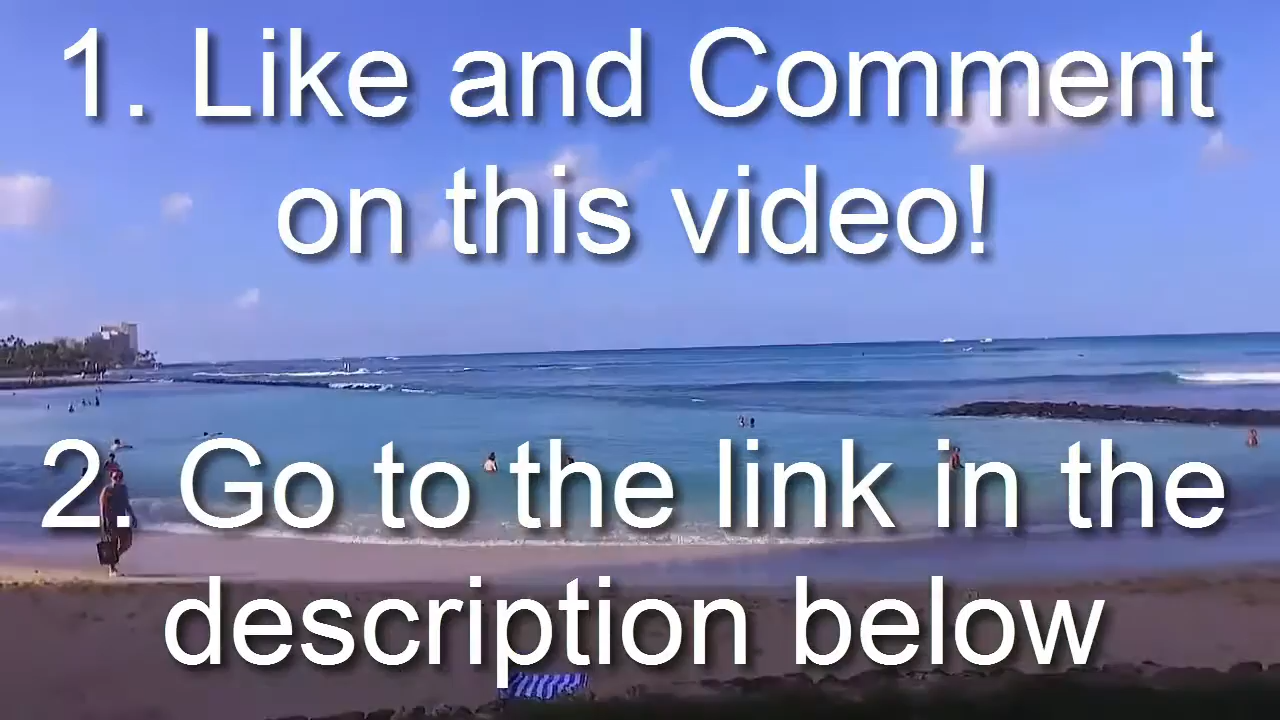 1. Like and Comment
on this video!
2. Go to the link in the
description below